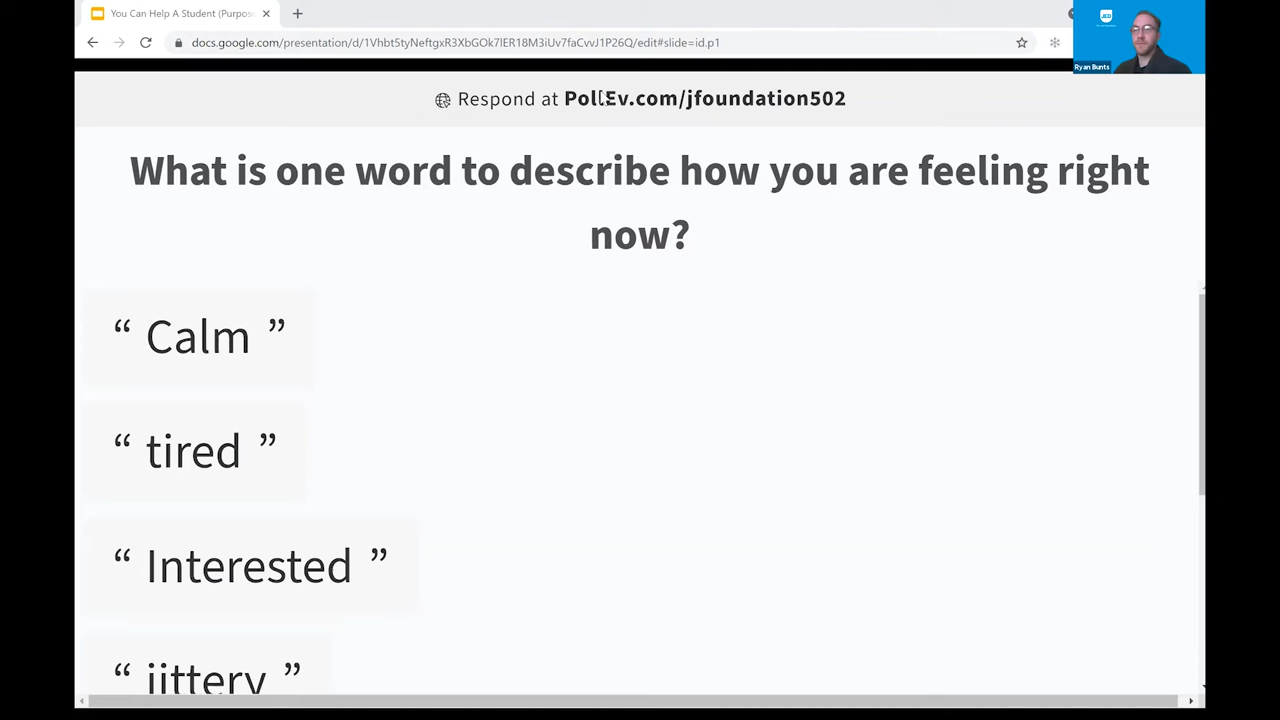 You Can Help A Student (Purpos
docs.google.com/presentation/d/1Vhbt5tyNeftgxR3XbGOk7lER18M3iUv7faCvvJ1P26Q/edit#slide=id.p1
JED
Ryan Bunts
Respond at PollEv.com/jfoundation502
What is one word to describe how you are feeling right
now?
“ Calm ”
“ tired ”
“ Interested ”
“ jittery ”